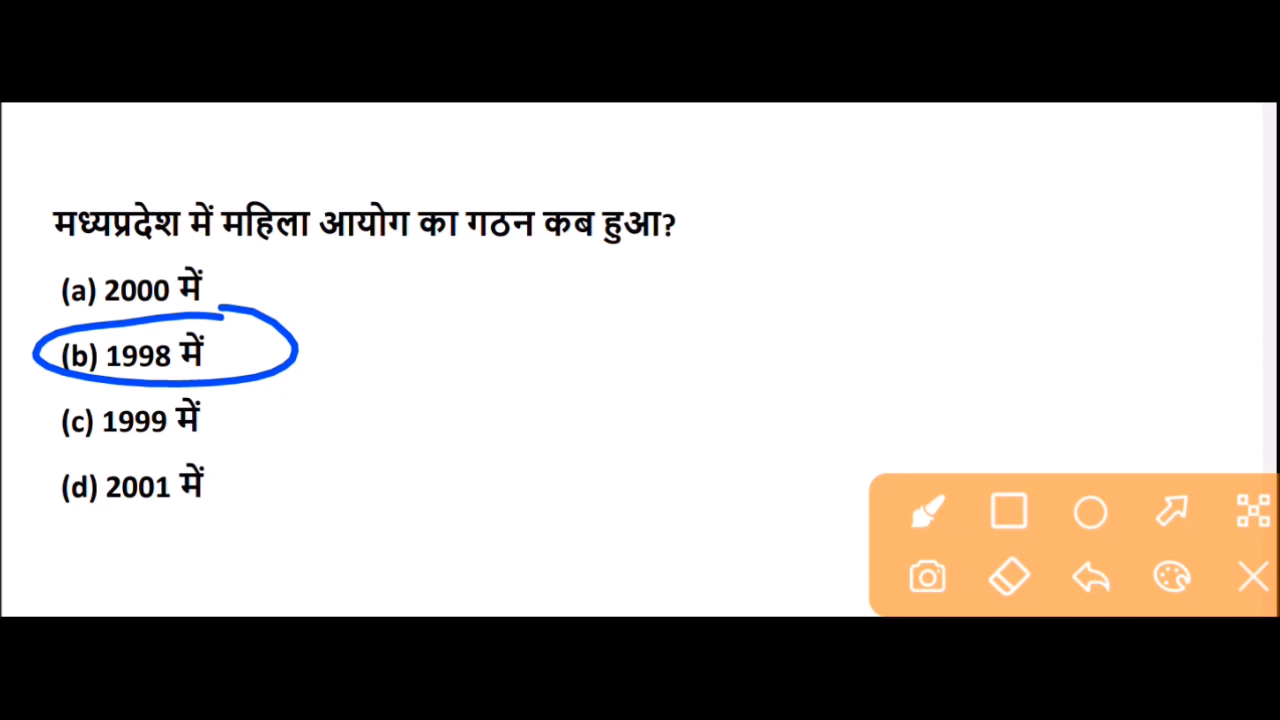 मध्यप्रदेश में महिला आयोग का गठन कब हुआ?
(a) 2000 में
(b) 1998 में
(c) 1999 में
(d) 2001 में